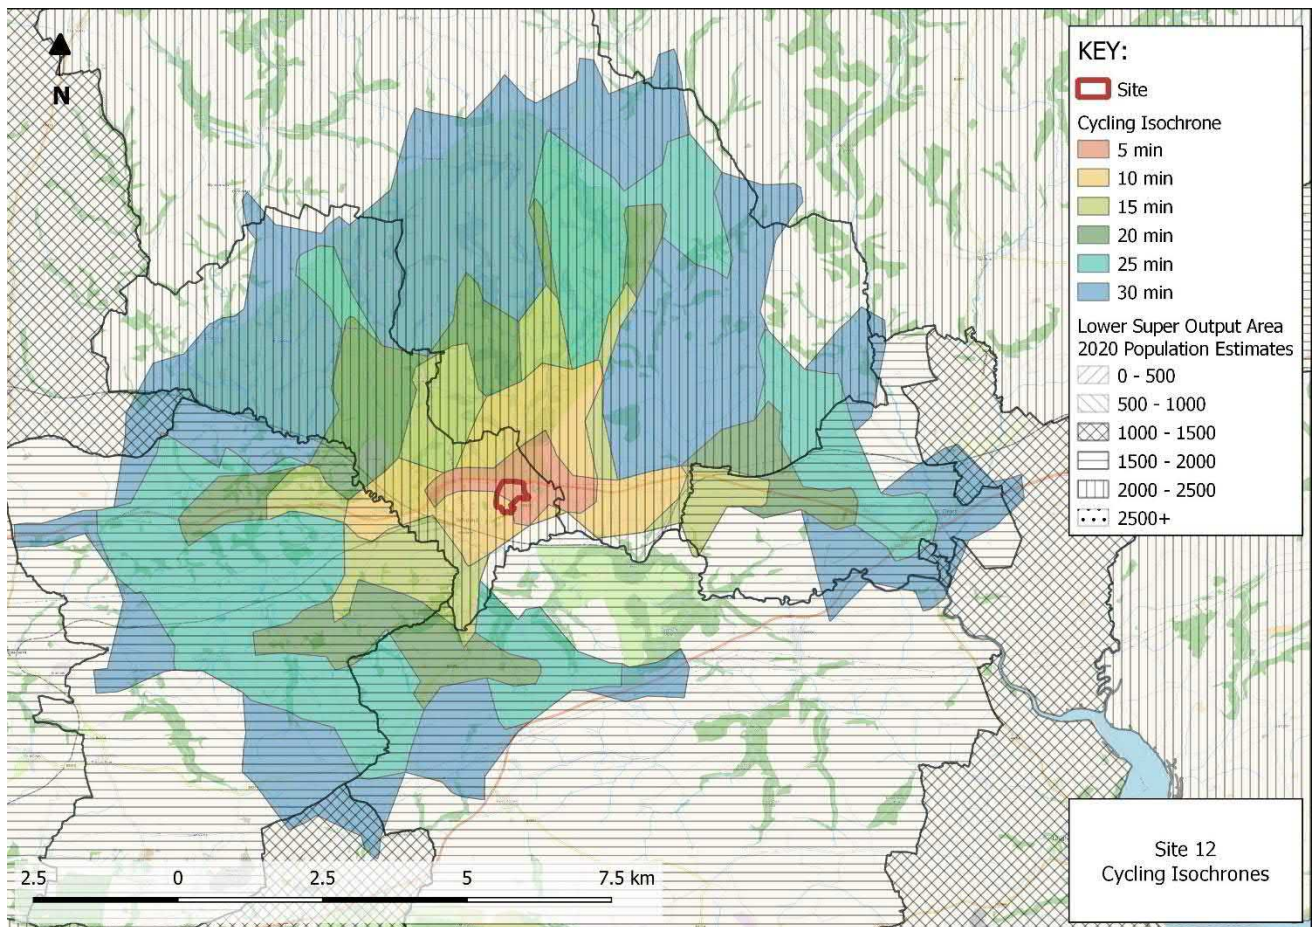 N
KEY:
Site
Cycling Isochrone
5 min
10 min
15 min
20 min
25 min
30 min
Lower Super Output Area
2020 Population Estimates
0 - 500
500 - 1000
1000 - 1500
1500 - 2000
2000 - 2500
2500+
Site 12
Cycling Isochrones
2.5 0 2.5 5 7.5 km